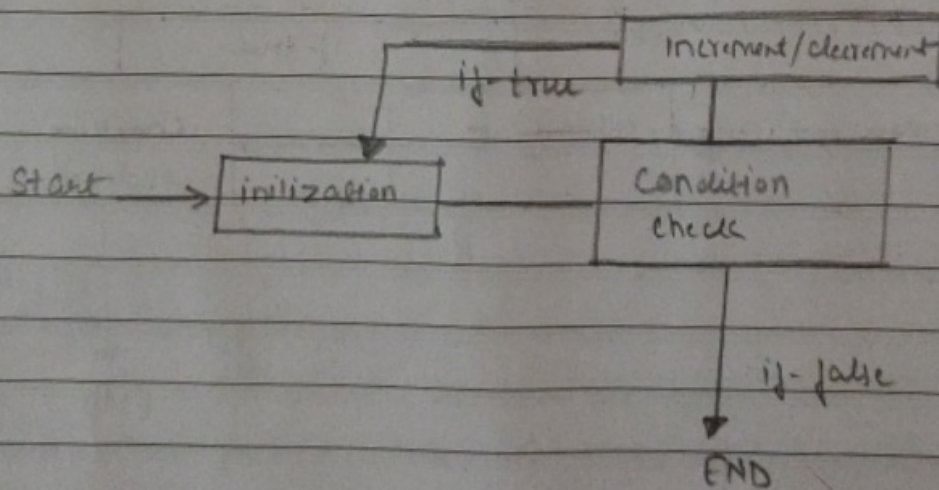 Increment/decrement
if-true
Start
inilization
Condition
check
if-false
END